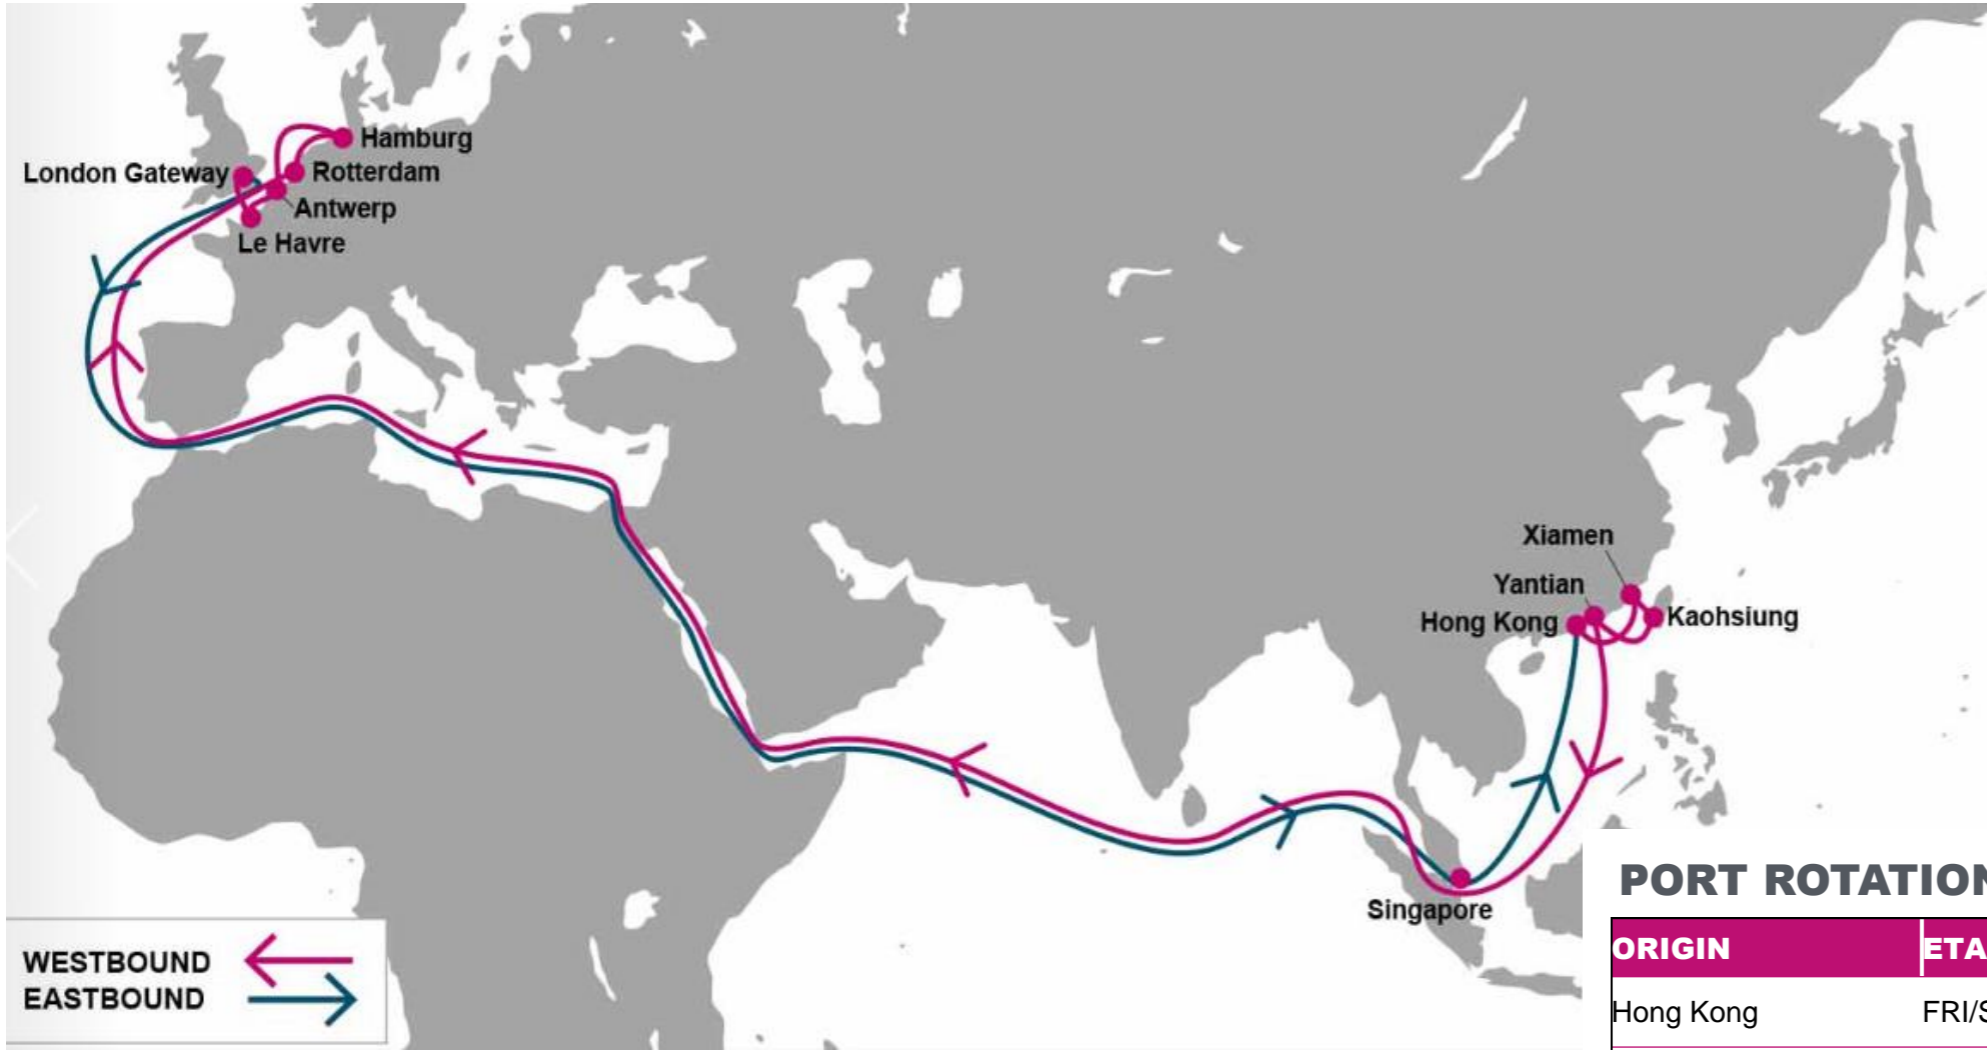 Hamburg
London Gateway
Rotterdam
Antwerp
Le Havre
Xiamen
Yantian
Hong Kong
Kaohsiung
Singapore
WESTBOUND
EASTBOUND
PORT ROTATION
ORIGIN ETA
Hong Kong FRI/S